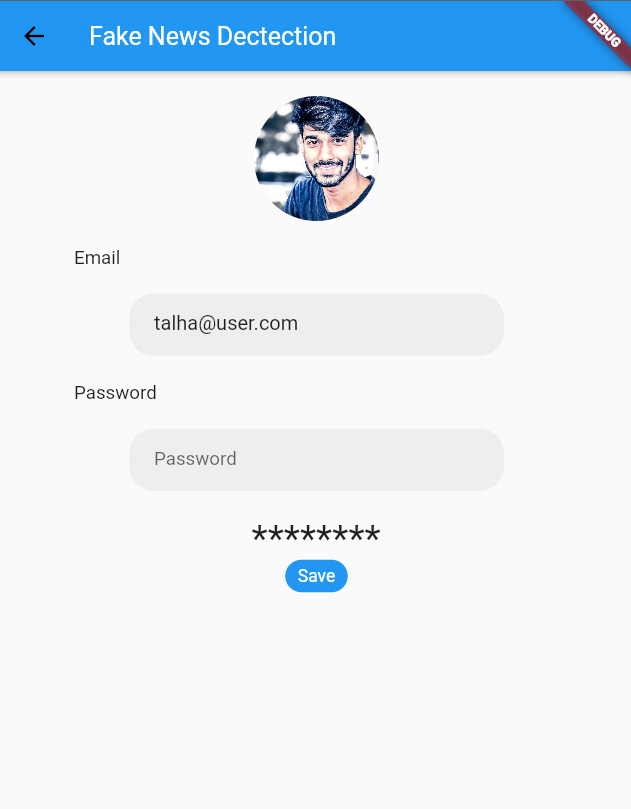 Fake News Dectection
DEBUG
Email
talha@user.com
Password
Password
********
Save